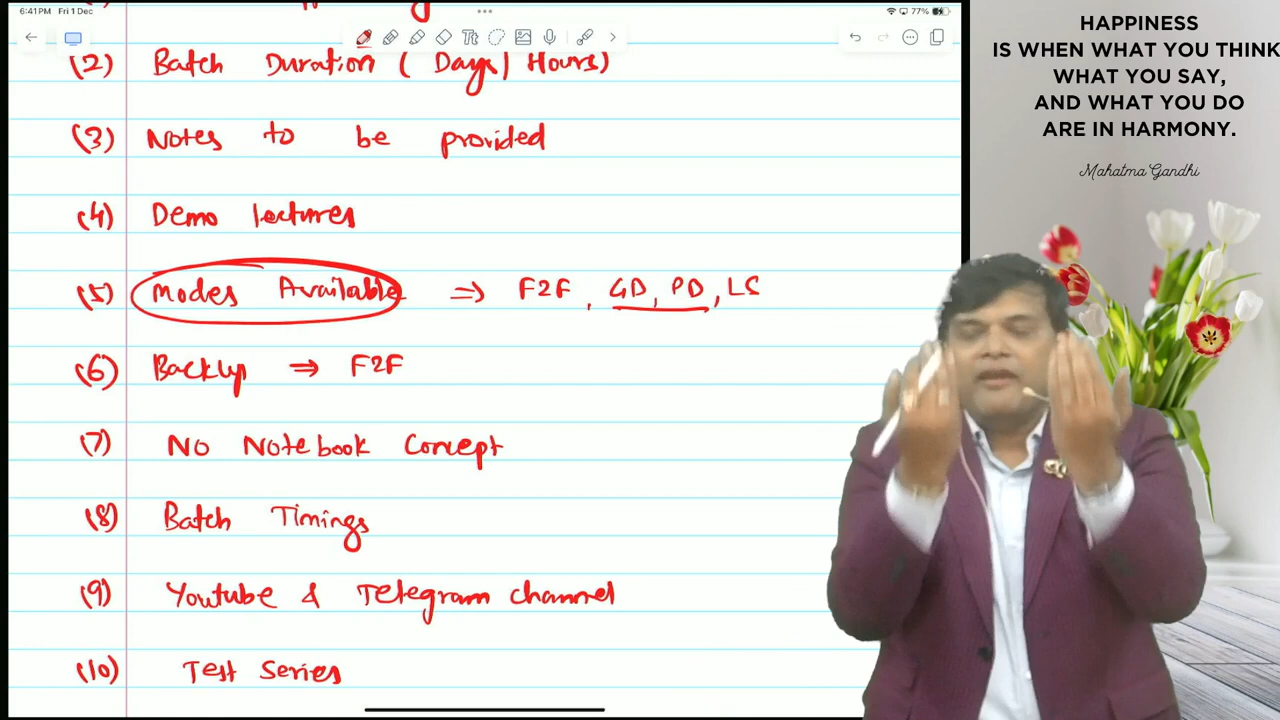 6:41 PM Fri 1 Dec
77%
(2) Batch Duration ( Days | Hours)
(3) Notes to be provided
(4) Demo lectures
(5) Modes Available ⇒ F2F, GD, PD, LS
(6) Backup ⇒ F2F
(7) No Notebook Concept
(8) Batch Timings
(9) Youtube & Telegram channel
(10) Test Series
HAPPINESS
IS WHEN WHAT YOU THINK,
WHAT YOU SAY,
AND WHAT YOU DO
ARE IN HARMONY.
Mahatma Gandhi